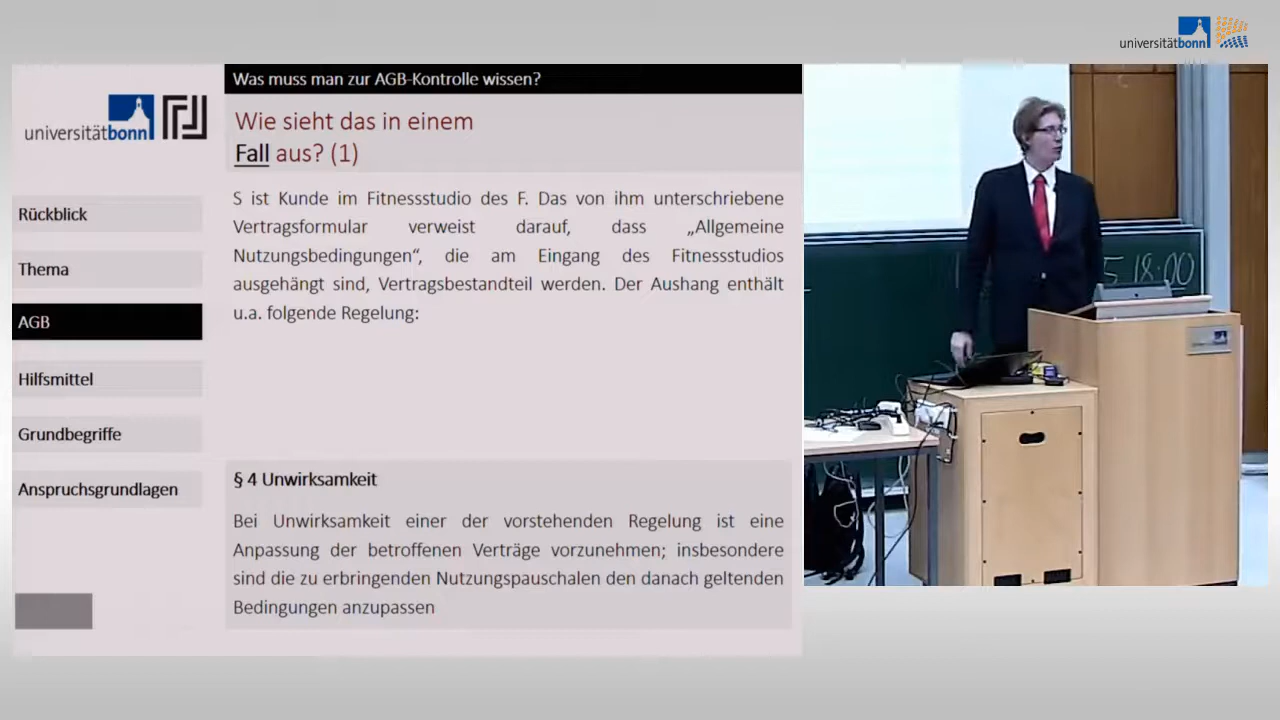 universitätbonn
Was muss man zur AGB-Kontrolle wissen?
universitätbonn
Wie sieht das in einem
Fall aus? (1)
Rückblick
Thema
AGB
Hilfsmittel
Grundbegriffe
Anspruchsgrundlagen
S ist Kunde im Fitnessstudio des F. Das von ihm unterschriebene
Vertragsformular verweist darauf, dass „Allgemeine
Nutzungsbedingungen“, die am Eingang des Fitnessstudios
ausgehängt sind, Vertragsbestandteil werden. Der Aushang enthält
u.a. folgende Regelung:
§ 4 Unwirksamkeit
Bei Unwirksamkeit einer der vorstehenden Regelung ist eine
Anpassung der betroffenen Verträge vorzunehmen; insbesondere
sind die zu erbringenden Nutzungspauschalen den danach geltenden
Bedingungen anzupassen
18:00